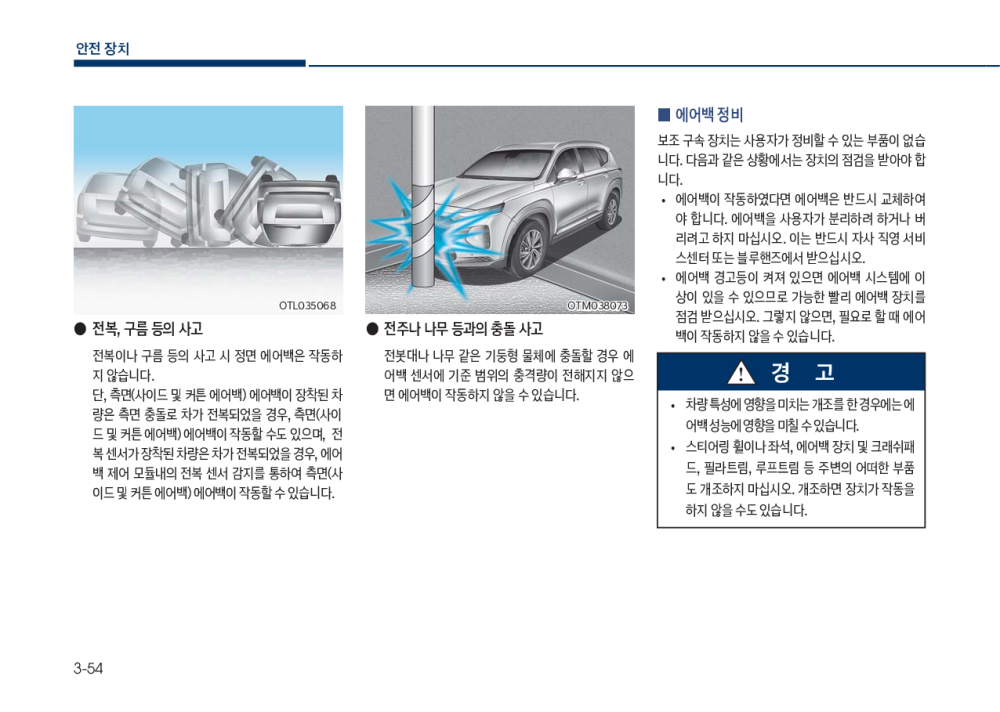 안전 장치
OTL035068
● 전복, 구름 등의 사고
전복이나 구름 등의 사고 시 정면 에어백은 작동하
지 않습니다.
단, 측면(사이드 및 커튼 에어백) 에어백이 장착된 차
량은 측면 충돌로 차가 전복되었을 경우, 측면(사이
드 및 커튼 에어백) 에어백이 작동할 수도 있으며, 전
복 센서가 장착된 차량은 차가 전복되었을 경우, 에어
백 제어 모듈내의 전복 센서 감지를 통하여 측면(사
이드 및 커튼 에어백) 에어백이 작동할 수 있습니다.
OTM038073
● 전주나 나무 등과의 충돌 사고
전봇대나 나무 같은 기둥형 물체에 충돌할 경우 에
어백 센서에 기준 범위의 충격량이 전해지지 않으
면 에어백이 작동하지 않을 수 있습니다.
■ 에어백 정비
보조 구속 장치는 사용자가 정비할 수 있는 부품이 없습
니다. 다음과 같은 상황에서는 장치의 점검을 받아야 합
니다.
• 에어백이 작동하였다면 에어백은 반드시 교체하여
야 합니다. 에어백을 사용자가 분리하려 하거나 버
리려고 하지 마십시오. 이는 반드시 자사 직영 서비
스센터 또는 블루핸즈에서 받으십시오.
• 에어백 경고등이 켜져 있으면 에어백 시스템에 이
상이 있을 수 있으므로 가능한 빨리 에어백 장치를
점검 받으십시오. 그렇지 않으면, 필요로 할 때 에어
백이 작동하지 않을 수 있습니다.
경 고
• 차량 특성에 영향을 미치는 개조를 한 경우에는 에
어백 성능에 영향을 미칠 수 있습니다.
• 스티어링 휠이나 좌석, 에어백 장치 및 크래쉬패
드, 필라트림, 루프트림 등 주변의 어떠한 부품
도 개조하지 마십시오. 개조하면 장치가 작동을
하지 않을 수도 있습니다.
3-54